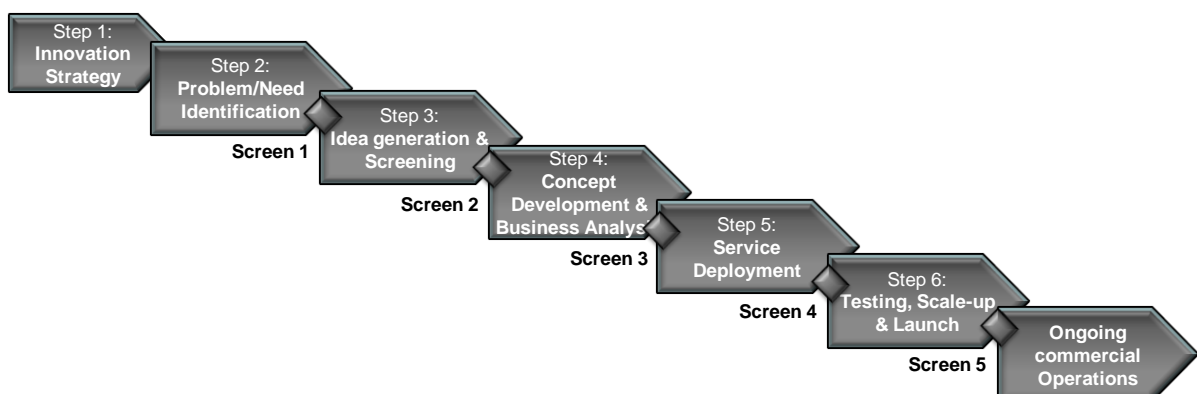 Step 1:
Innovation
Strategy
Step 2:
Problem/Need
Identification
Screen 1
Step 3:
Idea generation &
Screening
Screen 2
Step 4:
Concept
Development &
Business Analys
Screen 3
Step 5:
Service
Deployment
Screen 4
Step 6:
Testing, Scale-up
& Launch
Screen 5
Ongoing
commercial
Operations